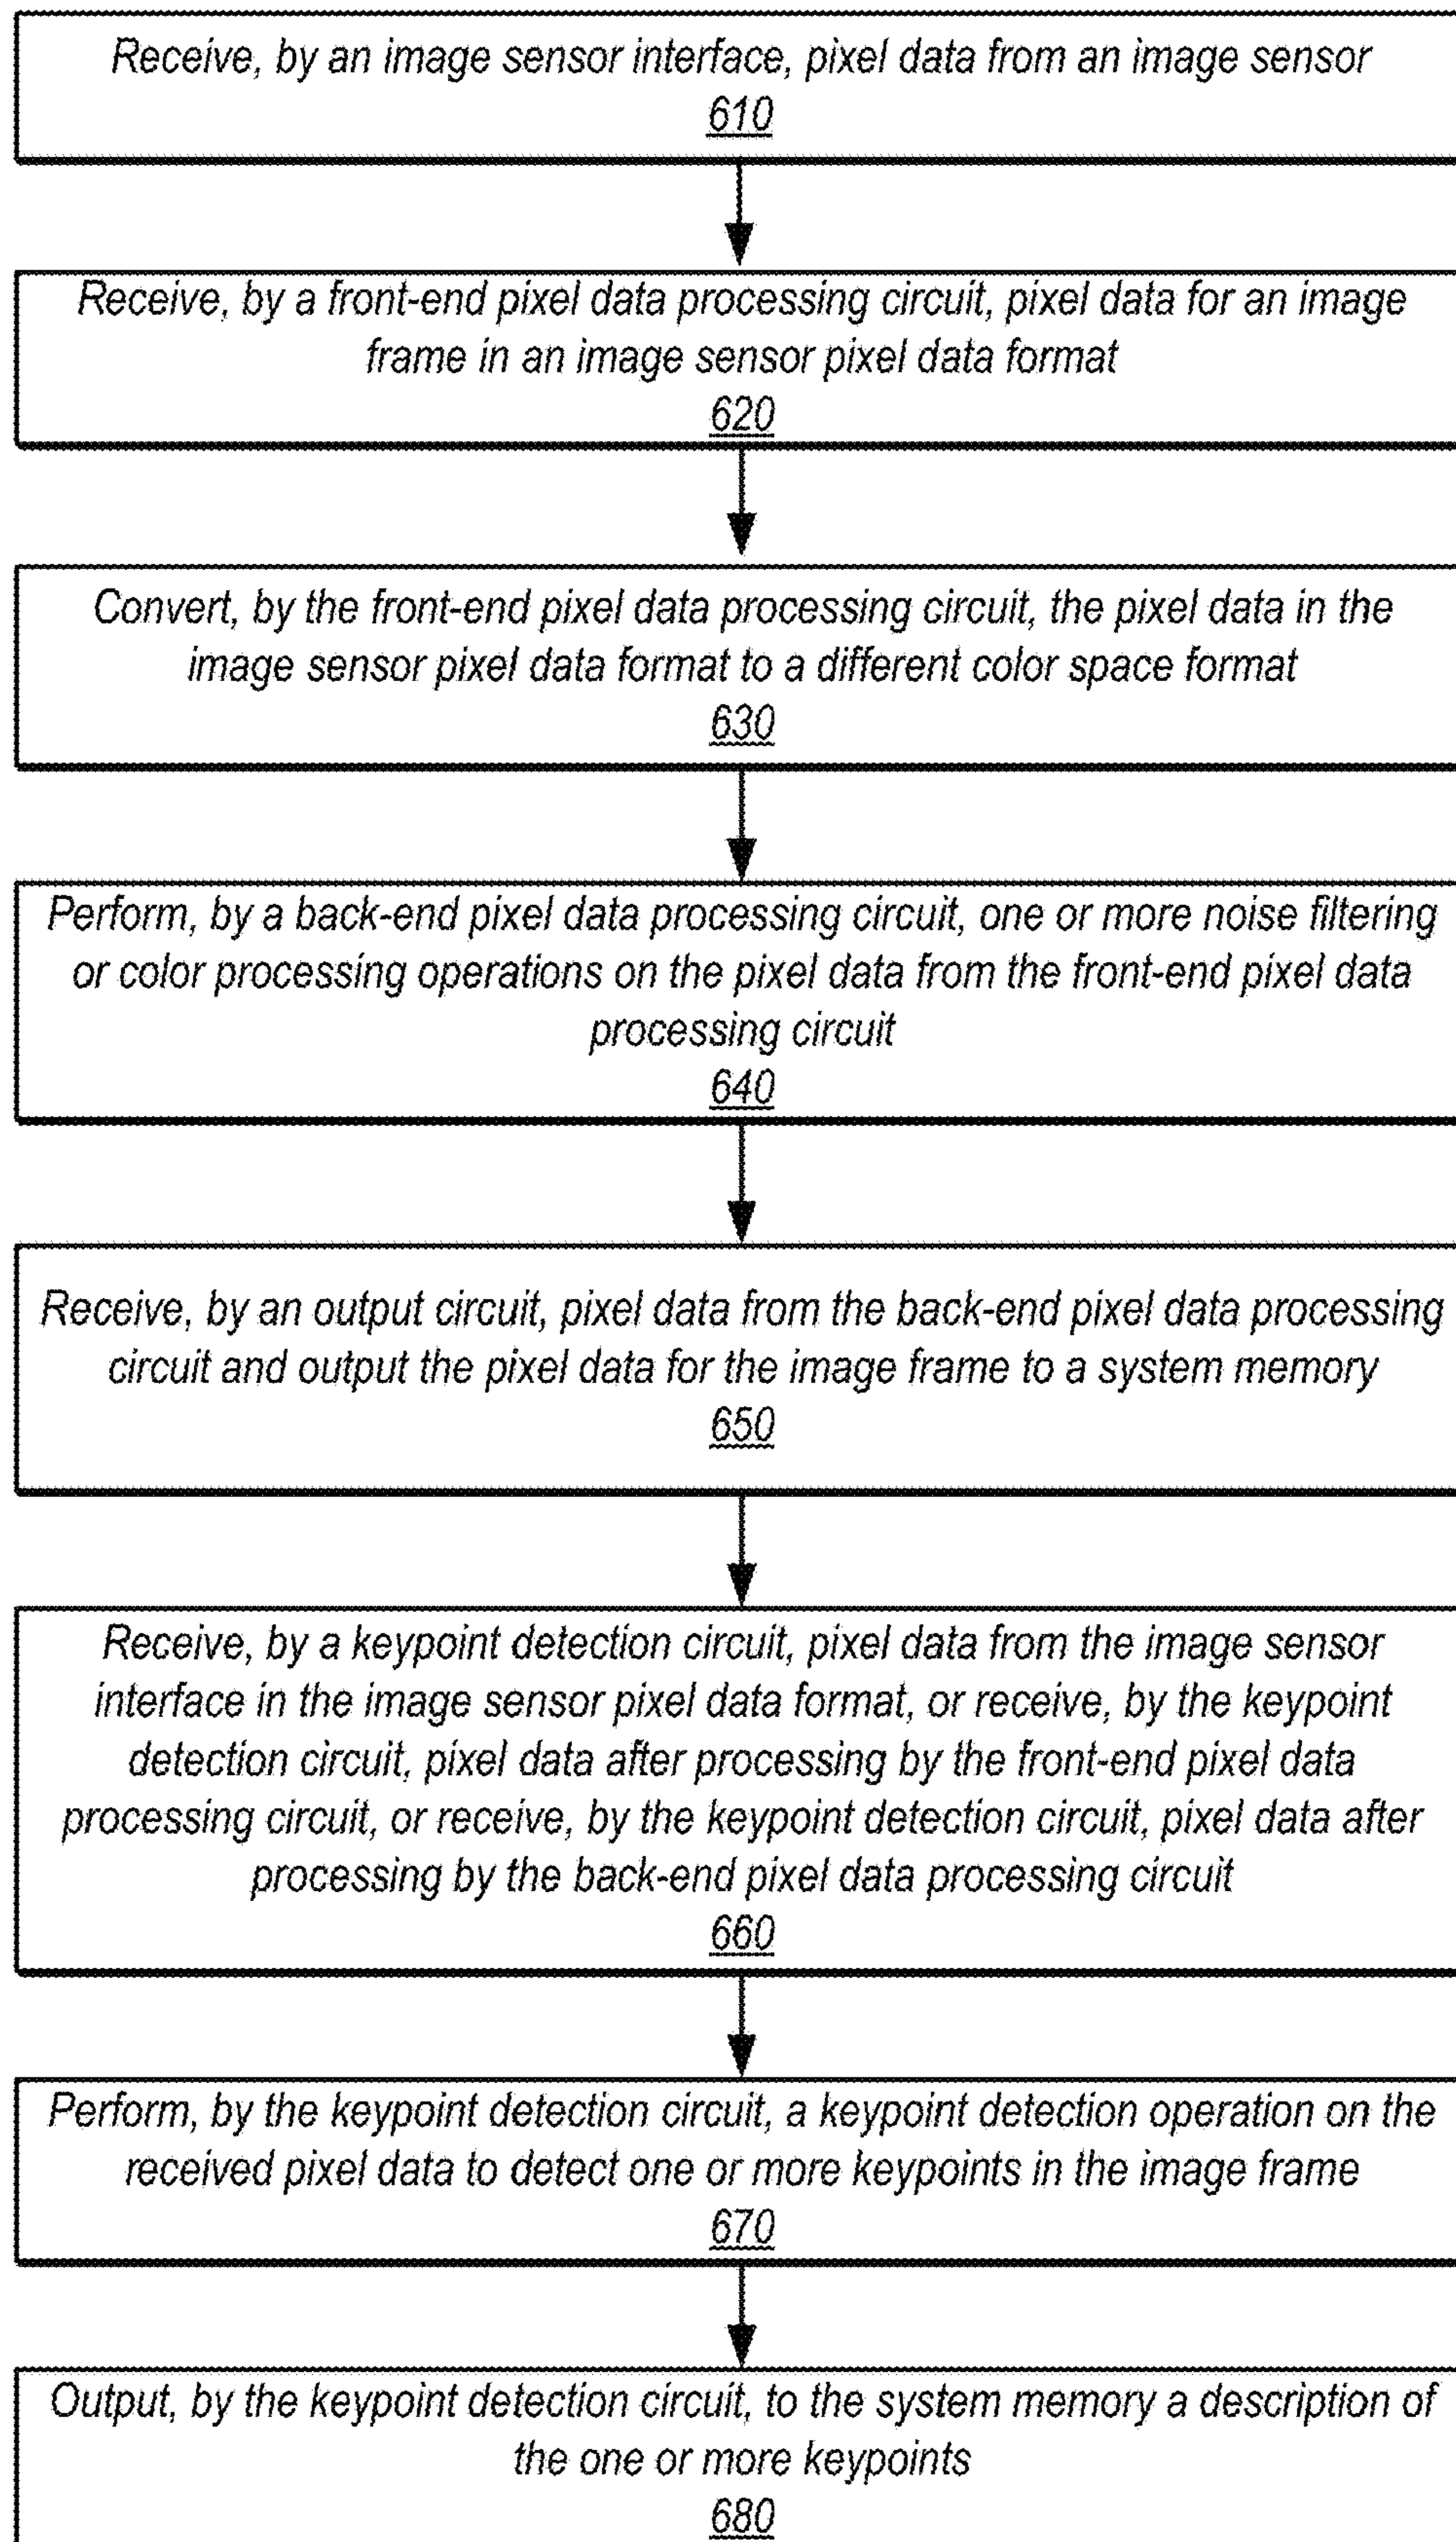 Receive, by an image sensor interface, pixel data from an image sensor
610
Receive, by a front-end pixel data processing circuit, pixel data for an image
frame in an image sensor pixel data format
620
Convert, by the front-end pixel data processing circuit, the pixel data in the
image sensor pixel data format to a different color space format
630
Perform, by a back-end pixel data processing circuit, one or more noise filtering
or color processing operations on the pixel data from the front-end pixel data
processing circuit
640
Receive, by an output circuit, pixel data from the back-end pixel data processing
circuit and output the pixel data for the image frame to a system memory
650
Receive, by a keypoint detection circuit, pixel data from the image sensor
interface in the image sensor pixel data format, or receive, by the keypoint
detection circuit, pixel data after processing by the front-end pixel data
processing circuit, or receive, by the keypoint detection circuit, pixel data after
processing by the back-end pixel data processing circuit
660
Perform, by the keypoint detection circuit, a keypoint detection operation on the
received pixel data to detect one or more keypoints in the image frame
670
Output, by the keypoint detection circuit, to the system memory a description of
the one or more keypoints
680